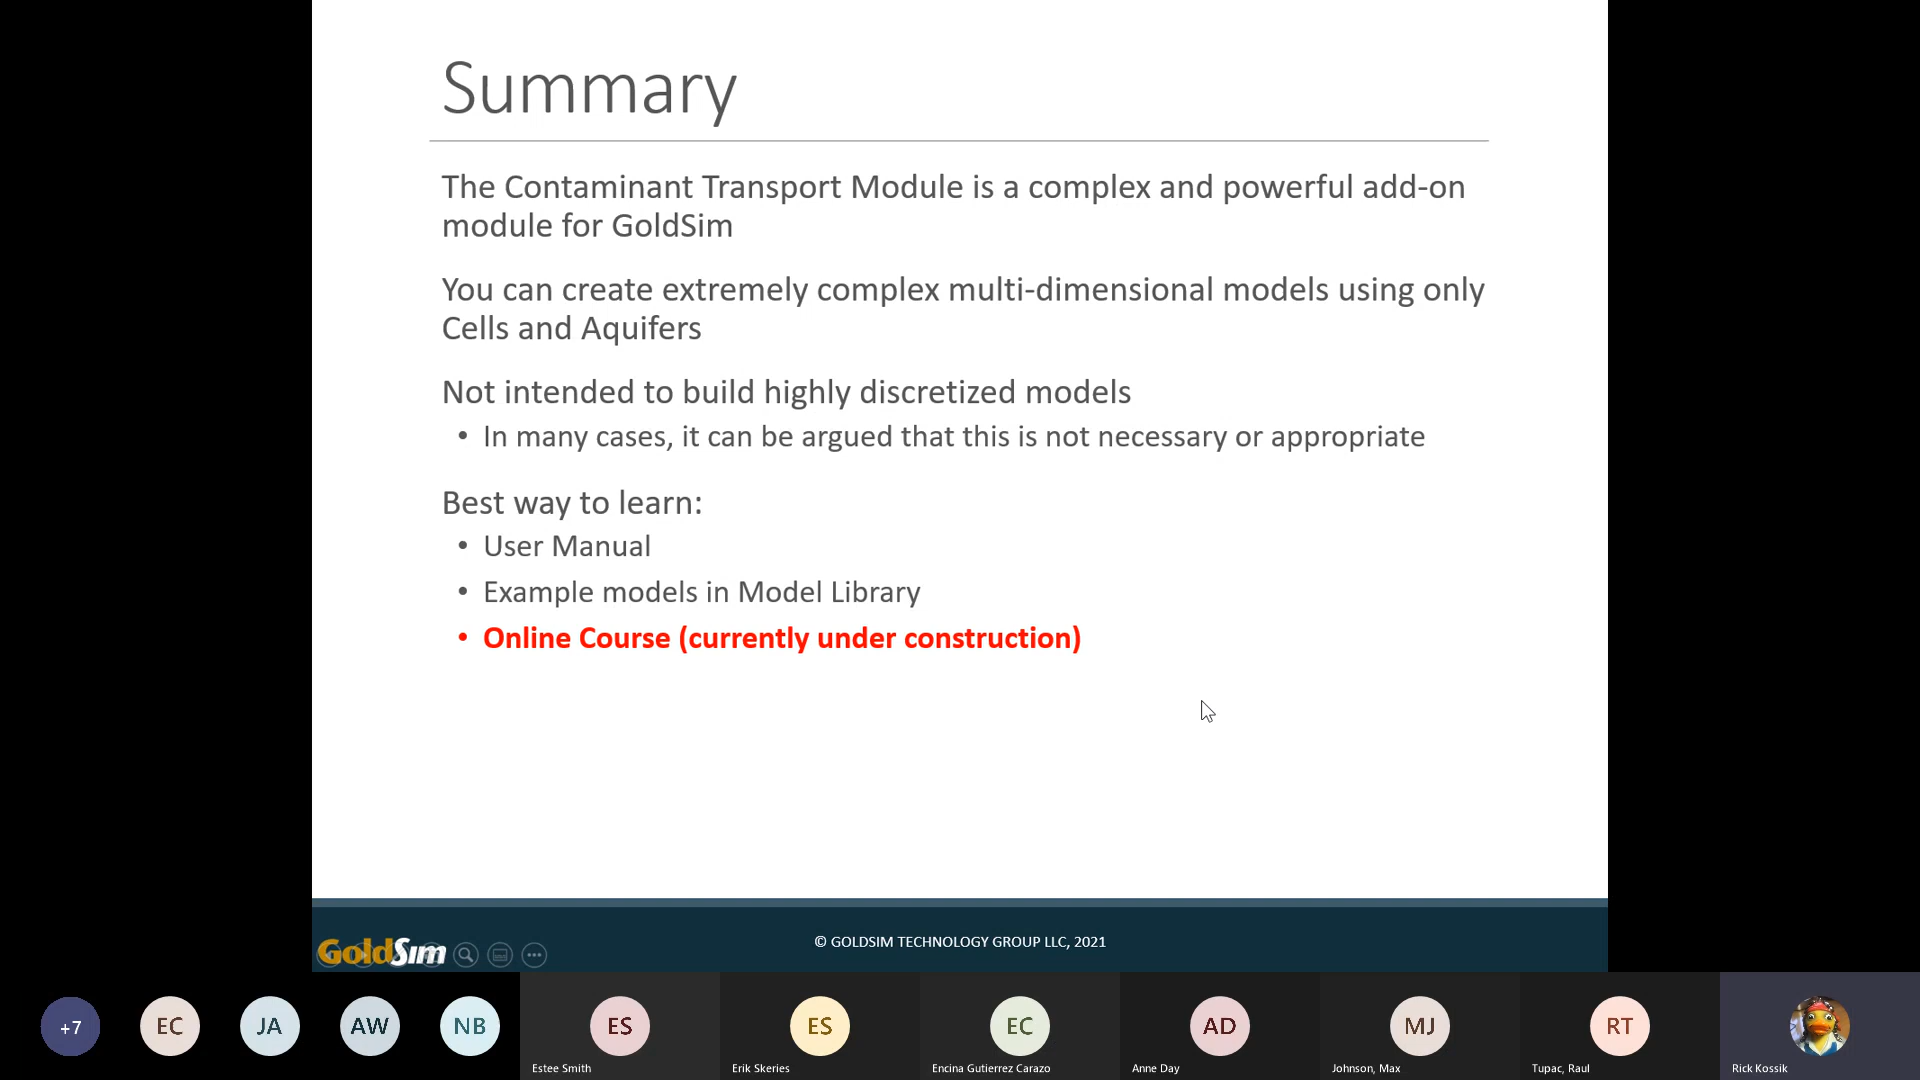 Summary
The Contaminant Transport Module is a complex and powerful add-on
module for GoldSim
You can create extremely complex multi-dimensional models using only
Cells and Aquifers
Not intended to build highly discretized models
• In many cases, it can be argued that this is not necessary or appropriate
Best way to learn:
• User Manual
• Example models in Model Library
• Online Course (currently under construction)
GoldSim
© GOLDSIM TECHNOLOGY GROUP LLC, 2021
+7 EC JA AW NB ES ES EC AD MJ RT
Estee Smith Erik Skeries Encina Gutierrez Carazo Anne Day Johnson, Max Tupac, Raul Rick Kossik